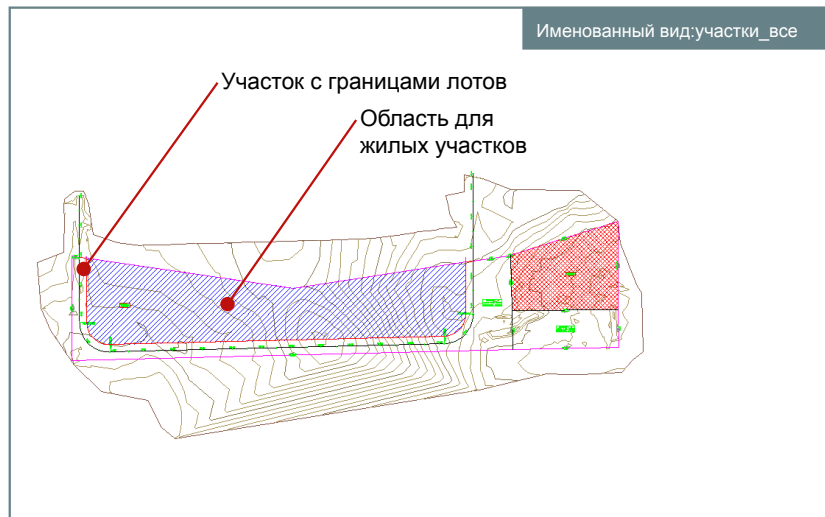 Именованный вид:участки_все
Участок с границами лотов
Область для
жилых участков